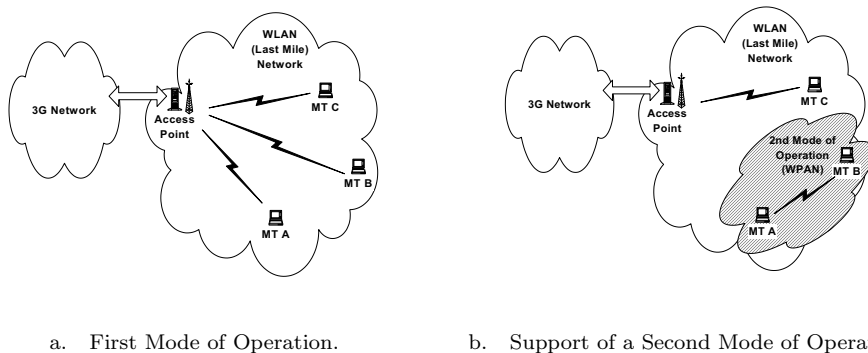 WLAN
(Last Mile)
Network
3G Network
Access
Point
MT C
MT B
MT A
WLAN
(Last Mile)
Network
3G Network
Access
Point
MT C
2nd Mode of
Operation
(WPAN)
MT B
MT A
a. First Mode of Operation.
b. Support of a Second Mode of Opera